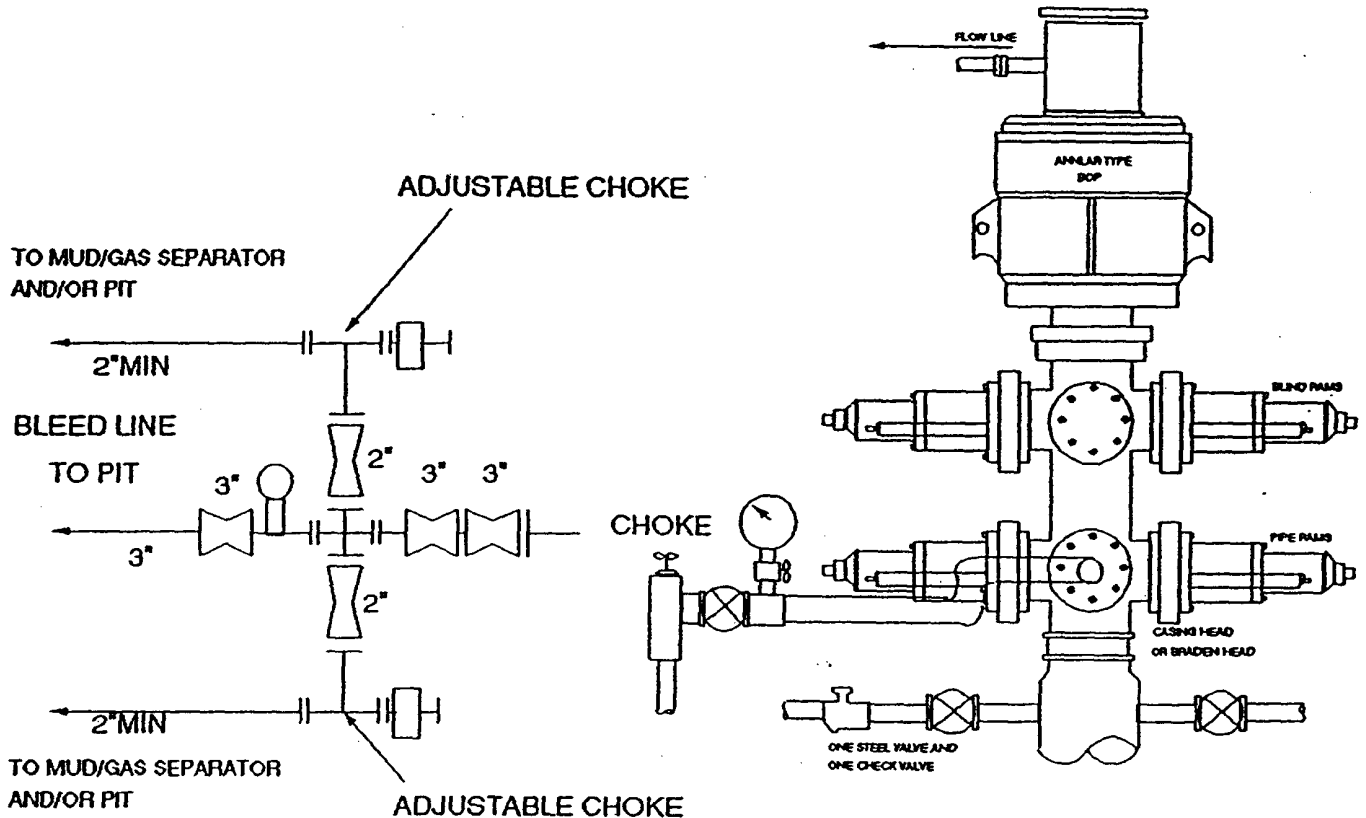 FLOW LINE
ANNLAR TYPE
BOP
ADJUSTABLE CHOKE
TO MUD/GAS SEPARATOR
AND/OR PIT
2"MIN
BLEED LINE
TO PIT
2"
3"
3"
3"
3"
2"
CHOKE
BLIND RAMS
PIPE RAMS
CASING HEAD
OR BRADEN HEAD
ONE STEEL VALVE AND
ONE CHECK VALVE
2"MIN
TO MUD/GAS SEPARATOR
AND/OR PIT
ADJUSTABLE CHOKE